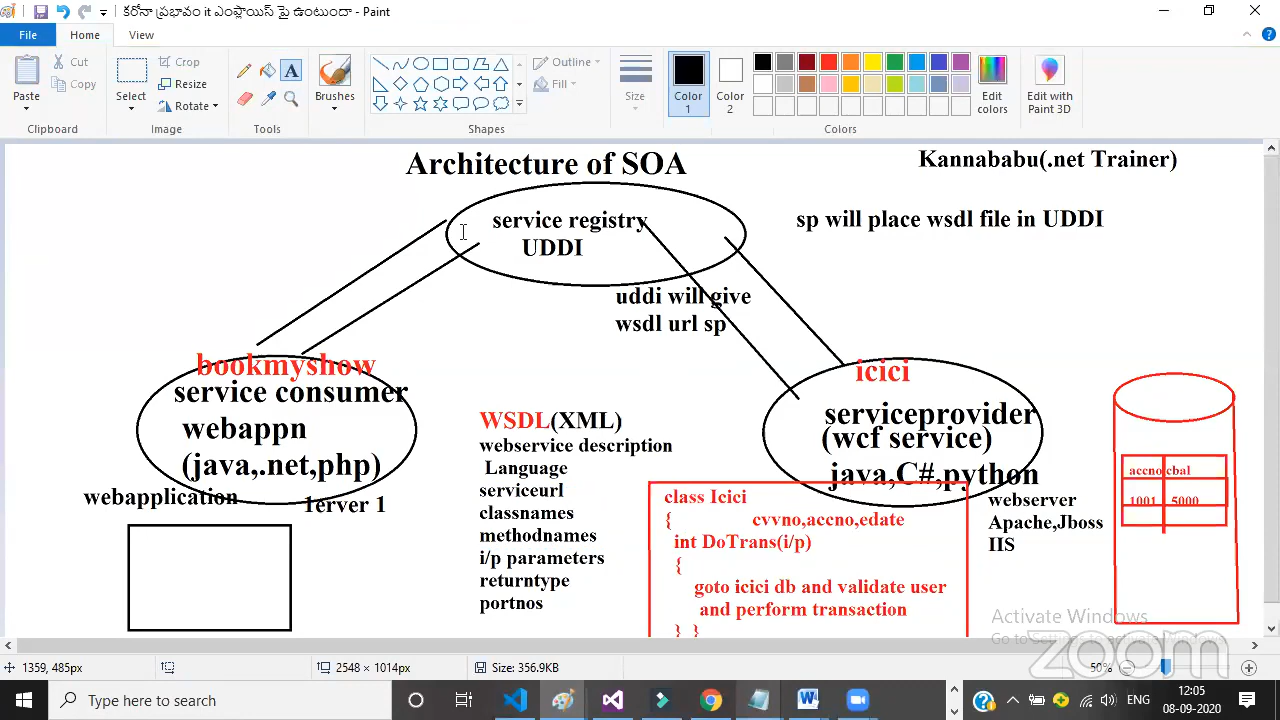 కరోనా ప్రభావం it ఎంప్లాయిస్ పై ఉంటుందా - Paint
File
Home
View
Paste
Cut
Copy
Clipboard
Select
Crop
Resize
Rotate
Image
Tools
Brushes
Outline
Fill
Shapes
Size
Color
1
Color
2
Edit
colors
Edit with
Paint 3D
Colors
Architecture of SOA
Kannababu(.net Trainer)
service registry
UDDI
sp will place wsdl file in UDDI
uddi will give
wsdl url sp
bookmyshow
service consumer
webappn
(java,.net,php)
webapplication
1erver 1
WSDL(XML)
webservice description
Language
serviceurl
classnames
methodnames
i/p parameters
returntype
portnos
icici
serviceprovider
(wcf service)
java,C#,python
class Icici
{ cvvno,accno,edate
int DoTrans(i/p)
{
goto icici db and validate user
and perform transaction
} }
webserver
Apache,Jboss
IIS
accno cbal
1001 5000
Activate Windows
Go to Settings to activate Windows.
zoom
1359, 485px
2548 × 1014px
Size: 356.9KB
50%
Type here to search
ENG
12:05
08-09-2020